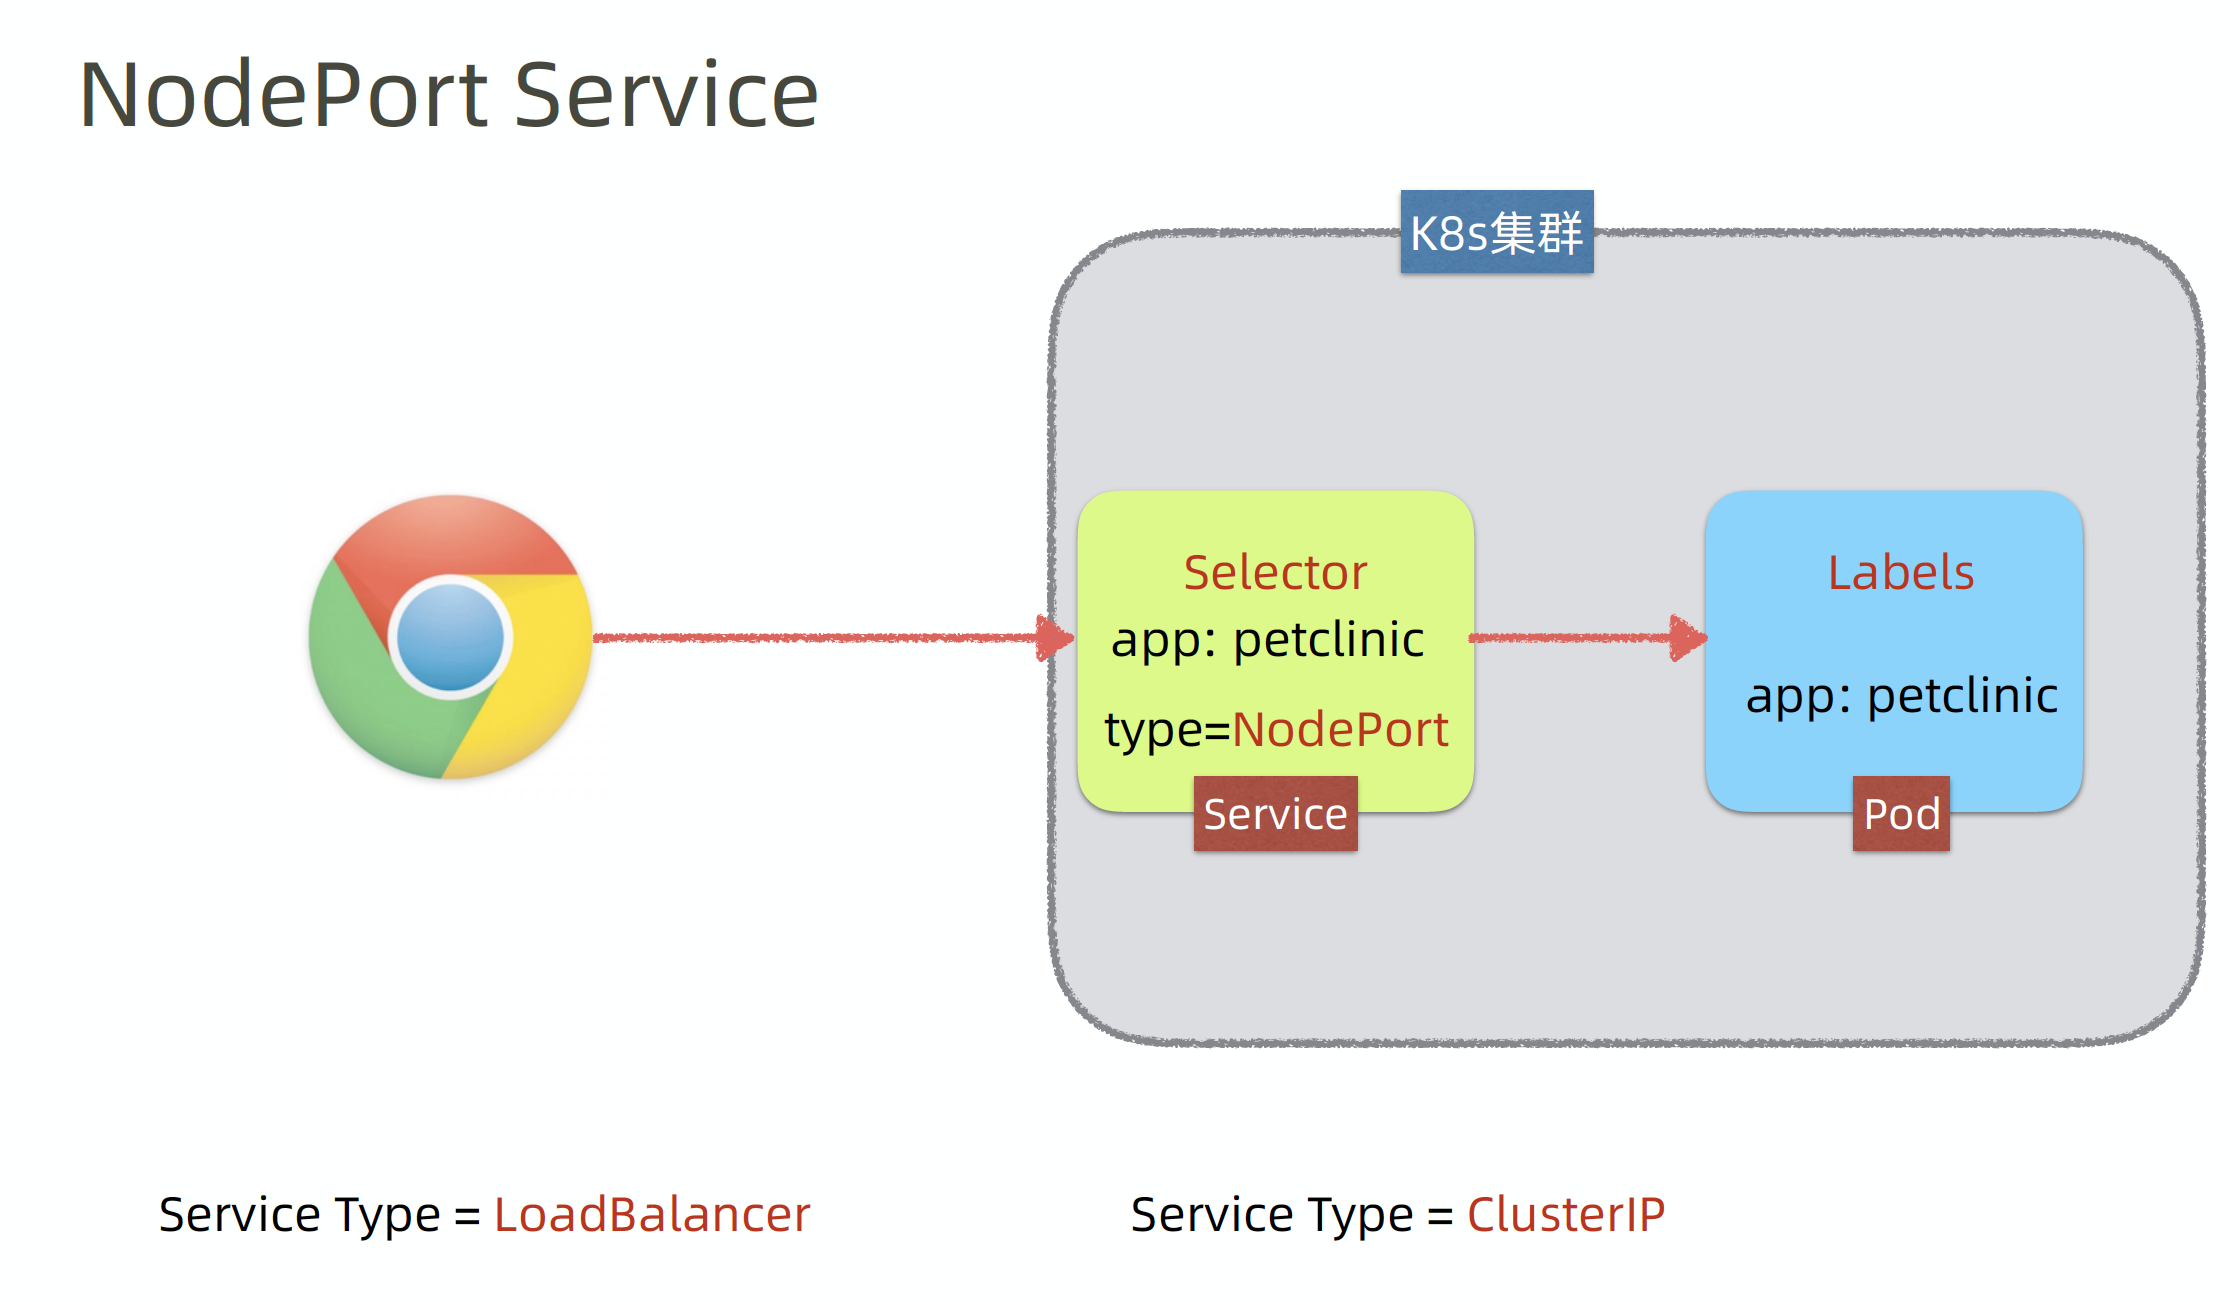 NodePort Service
K8s集群
Selector
app: petclinic
type=NodePort
Service
Labels
app: petclinic
Pod
Service Type = LoadBalancer
Service Type = ClusterIP